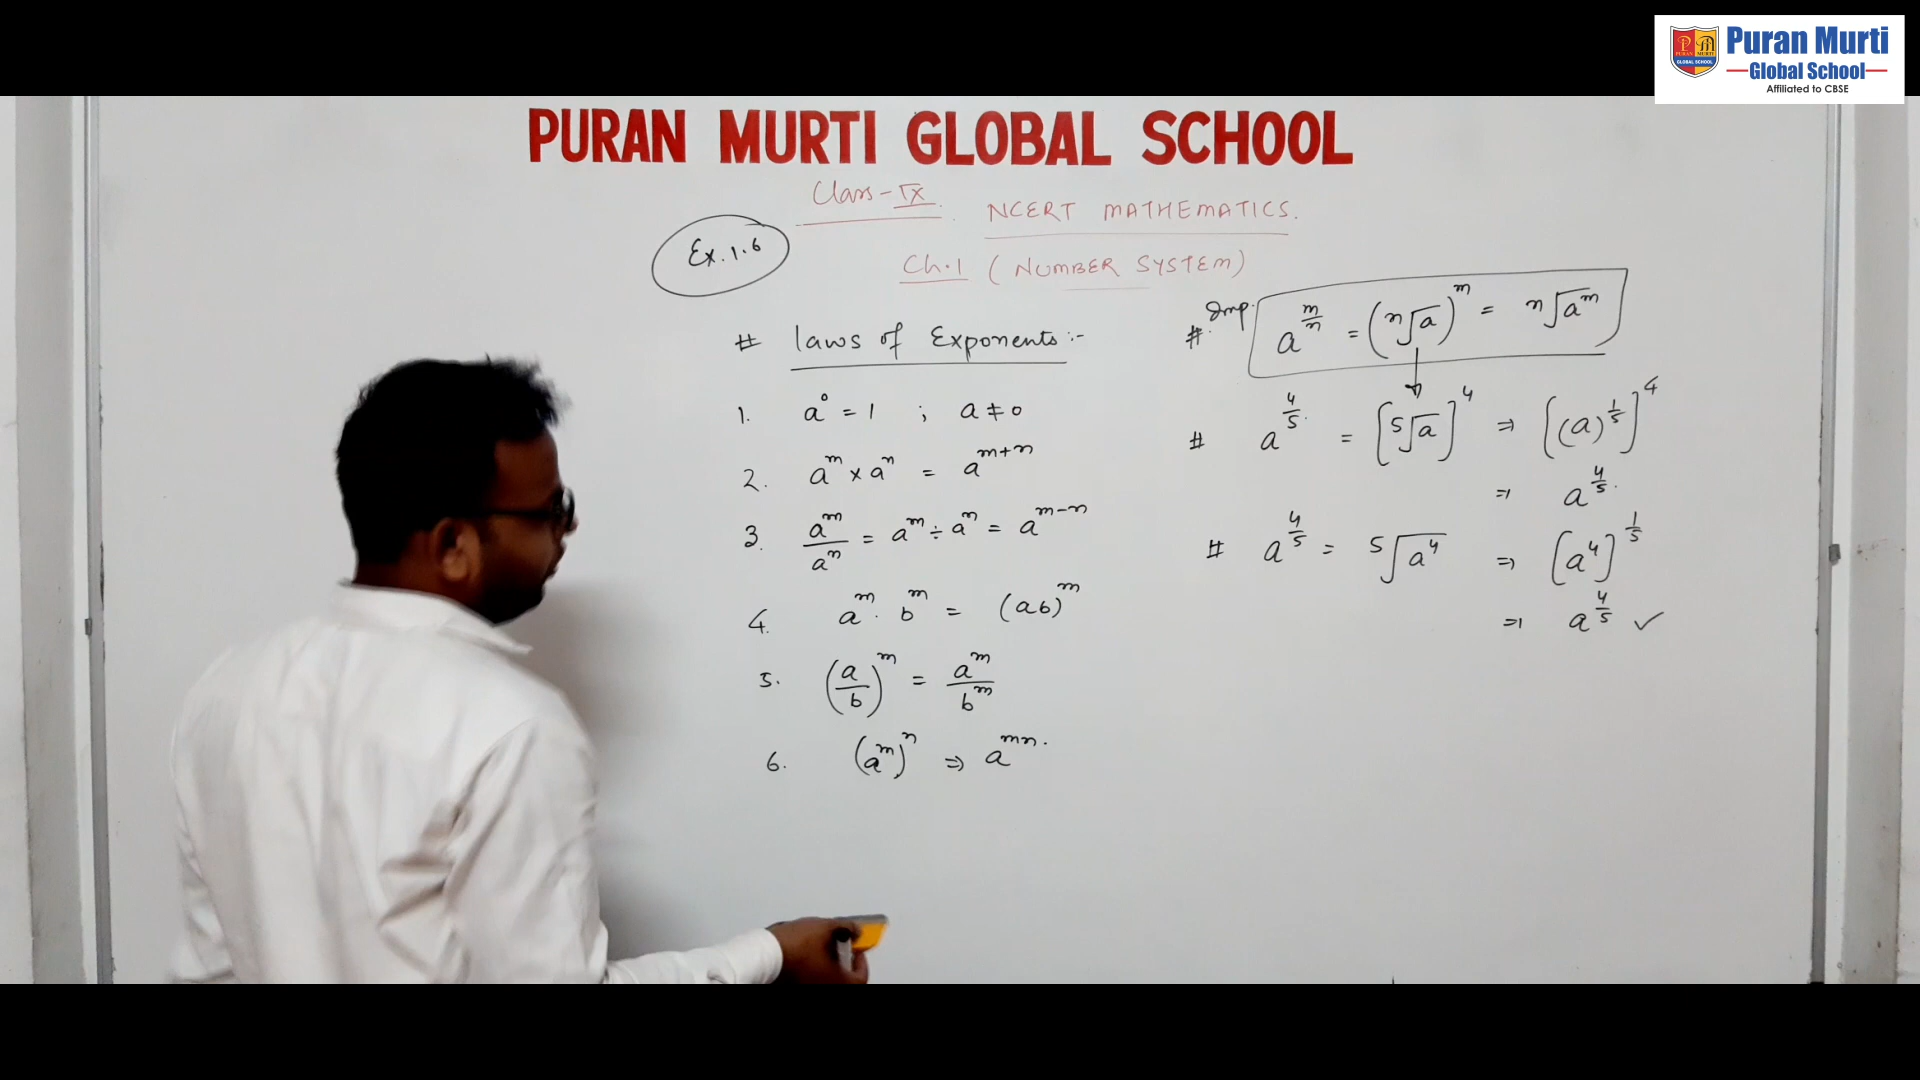 Puran Murti
Global School
Affiliated to CBSE
PURAN MURTI GLOBAL SCHOOL
Class - IX.
NCERT MATHEMATICS.
Ex. 1.6
Ch.1 (NUMBER SYSTEM)
# laws of Exponents :-
1. a⁰ = 1 ; a ≠ 0
2. a^m × a^n = a^(m+n)
3. a^m/a^n = a^m ÷ a^n = a^(m-n)
4. a^m . b^m = (ab)^m
5. (a/b)^m = a^m/b^m
6. (a^m)^n ⇒ a^mn.
# Imp. a^(m/n) = (ⁿ√a)^m = ⁿ√a^m
# a^(4/5) = [⁵√a]^4 ⇒ [(a)^(1/5)]^4
⇒ a^(4/5).
# a^(4/5) = ⁵√a^4 ⇒ [a^4]^(1/5)
⇒ a^(4/5) ✓